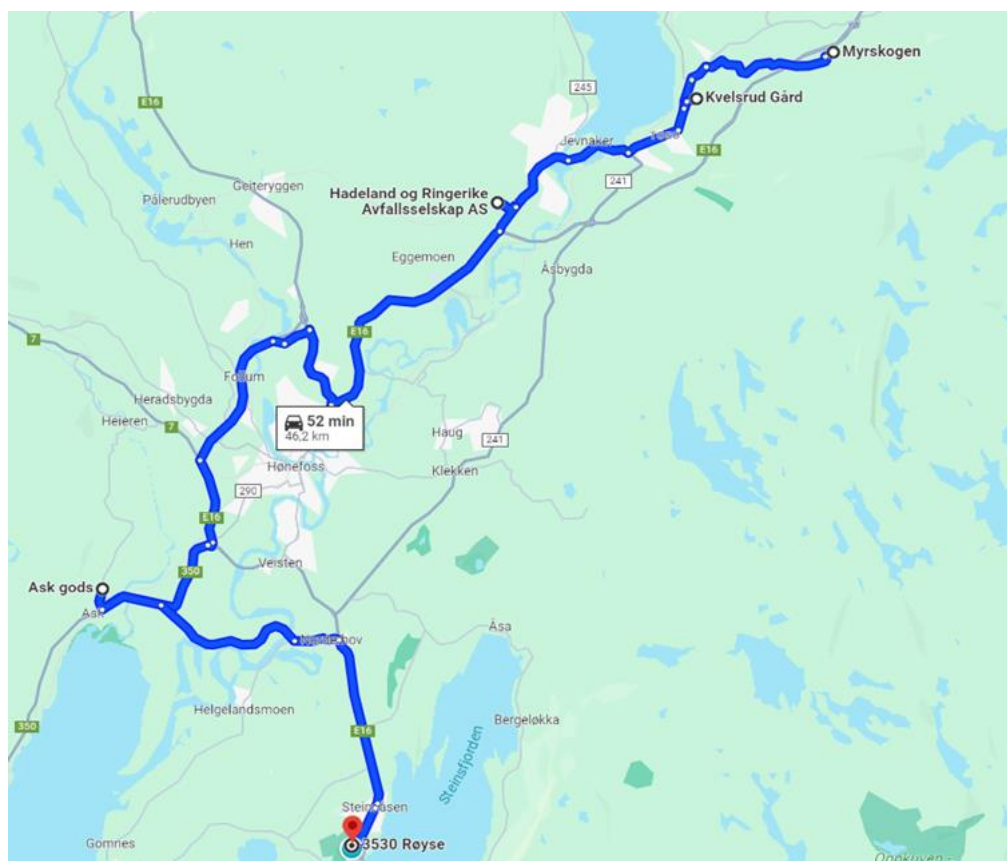 Myrskogen
E16
245
Kvelsrud Gård
Jevnaker
E16
241
Geiteryggen
Hadeland og Ringerike
Avfallsselskap AS
Pålerudbyen
Hen
Eggemoen
Åsbygda
7
E16
Follum
Heradsbygda
Heieren
7
52 min
46,2 km
Haug
241
Hønefoss
Klekken
290
E16
Veisten
350
Ask gods
Ask
Åsa
Helgelandsmoen
Bergeløkka
350
E16
Steinsfjorden
Steinsåsen
3530 Røyse
Gomnes
Oppkuven